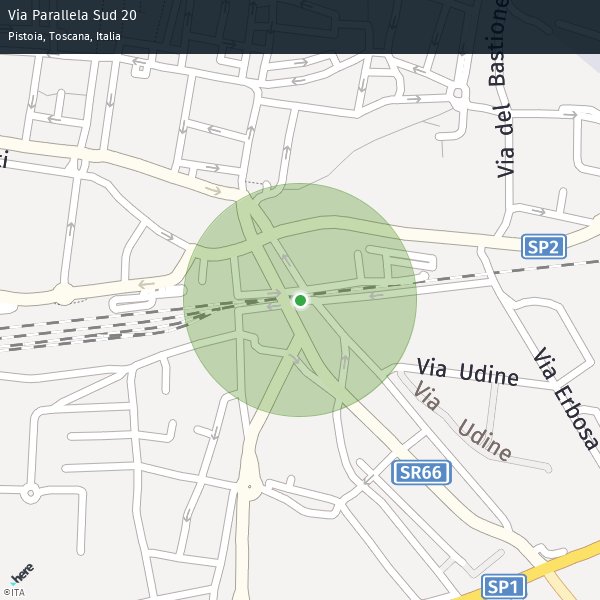 Via Parallela Sud 20
Pistoia, Toscana, Italia
Via del Bastione
ti
SP2
Via Udine
Via Erbosa
Via Udine
SR66
SP1
here
©ITA